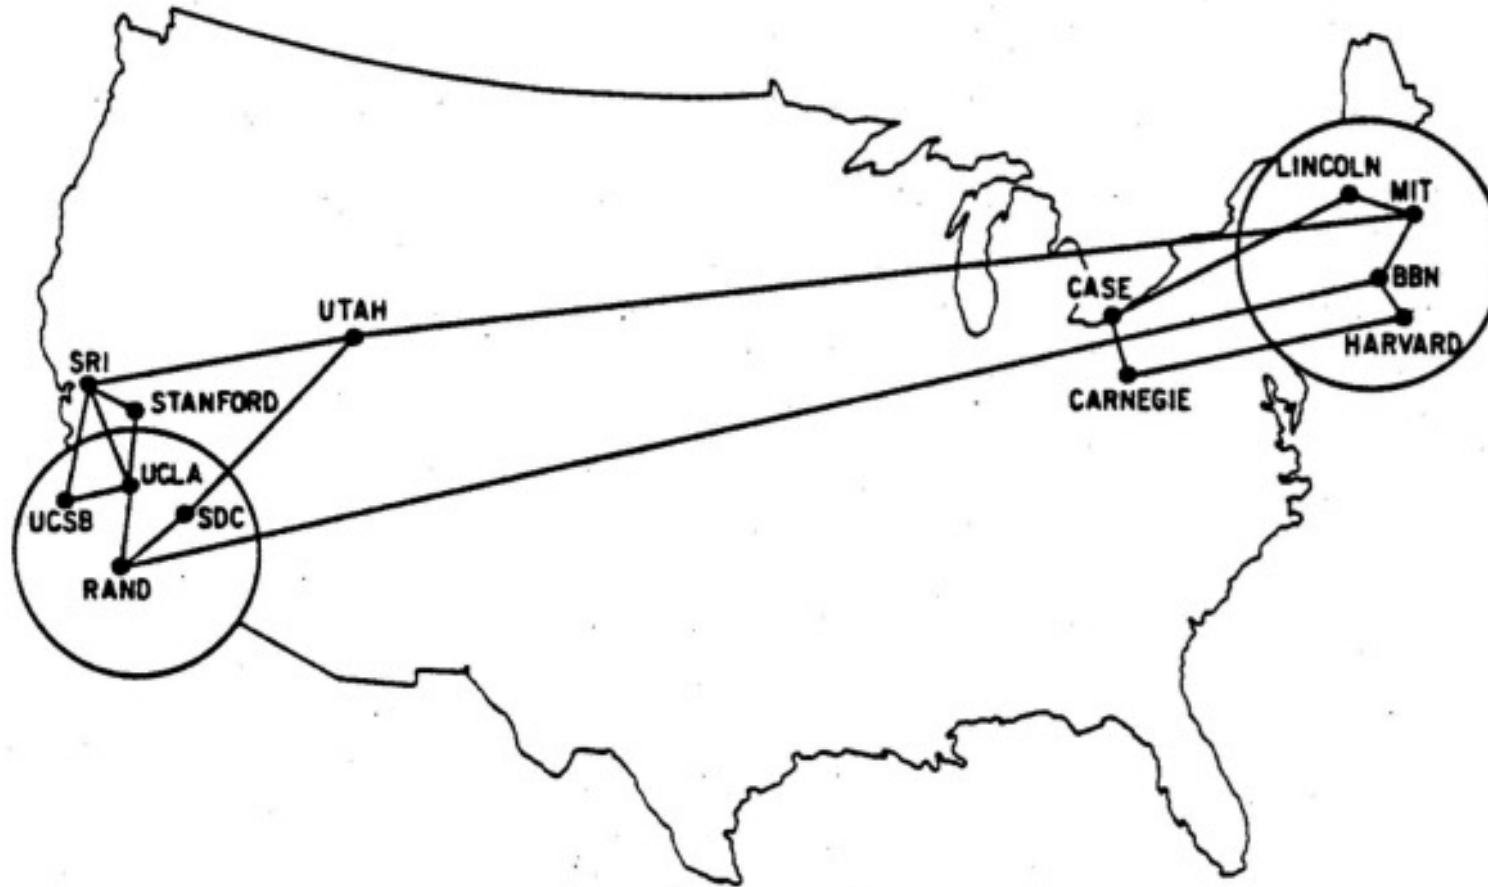 LINCOLN
MIT
BBN
CASE
UTAH
HARVARD
SRI
CARNEGIE
STANFORD
UCLA
UCSB
SDC
RAND